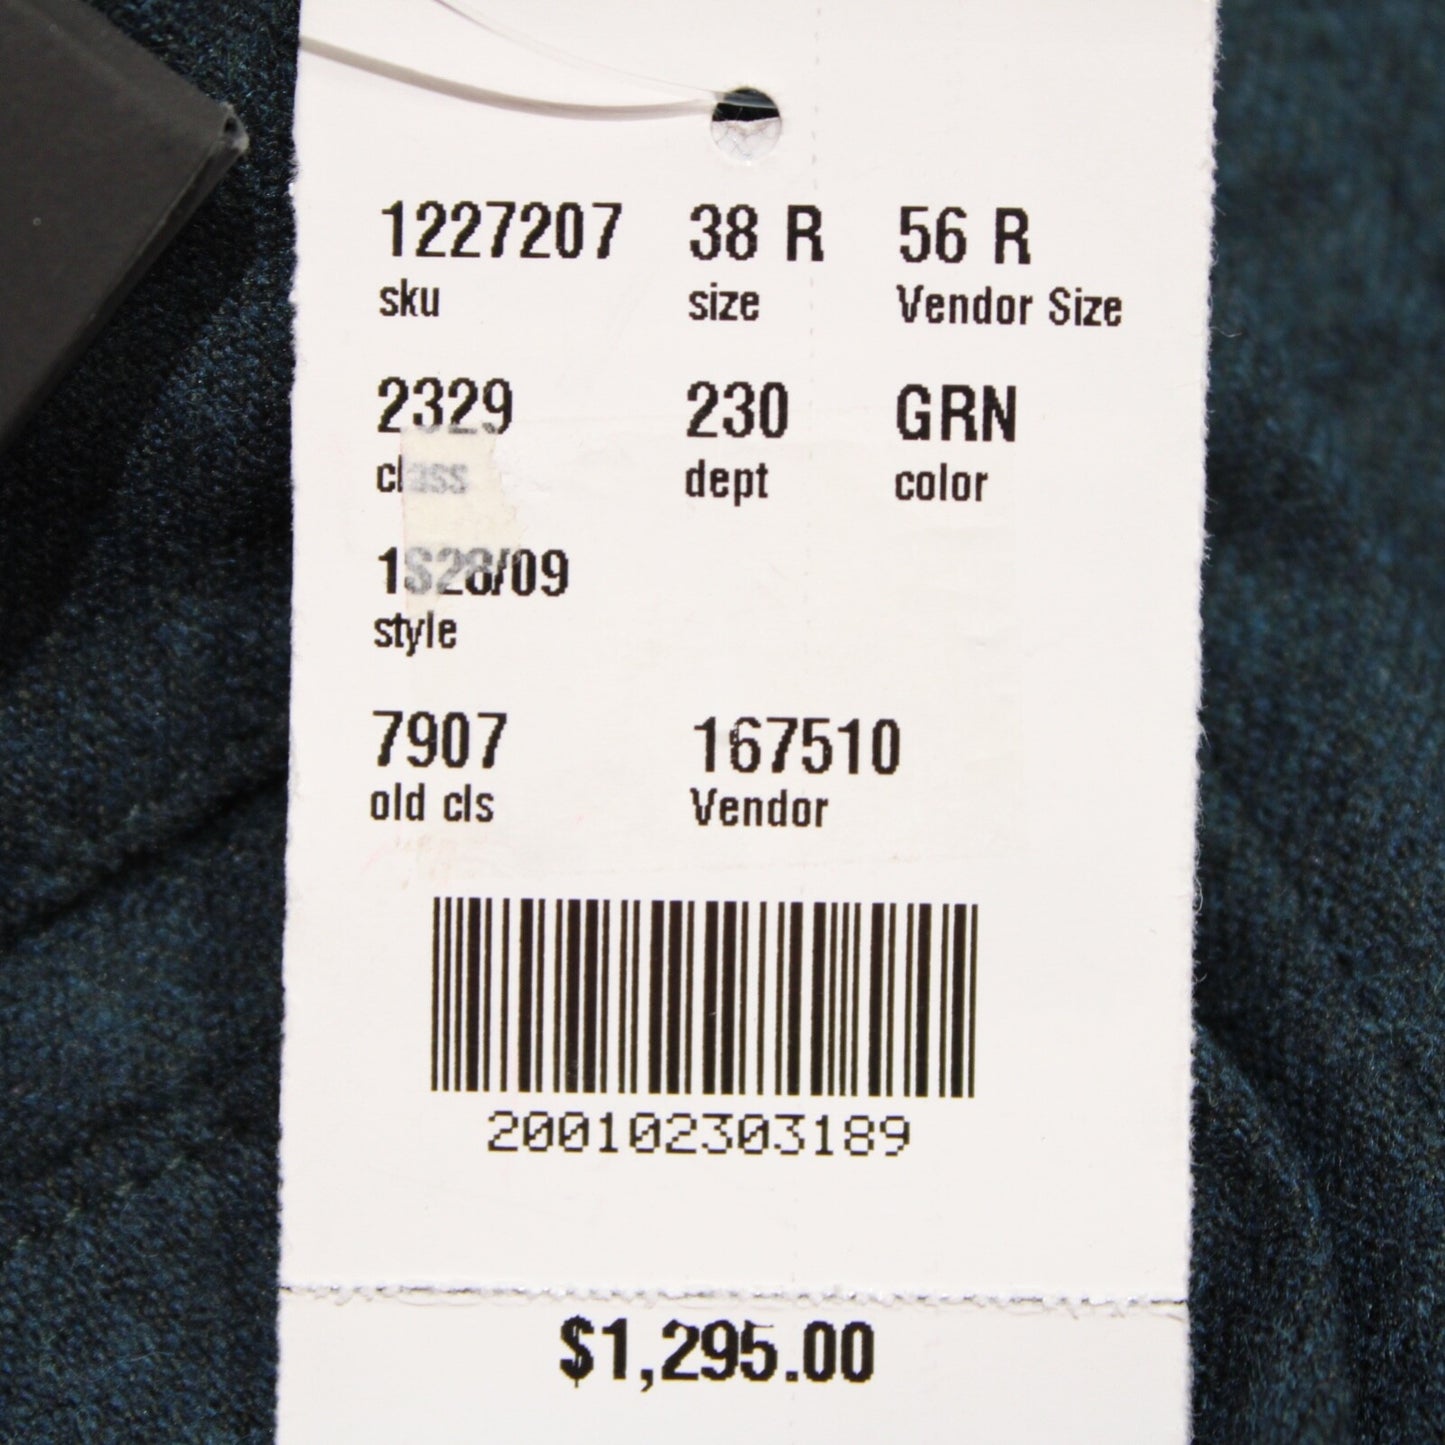 1227207 38 R 56 R
sku size Vendor Size
2329 230 GRN
class dept color
1S28/09
style
7907 167510
old cls Vendor
200102303189
$1,295.00